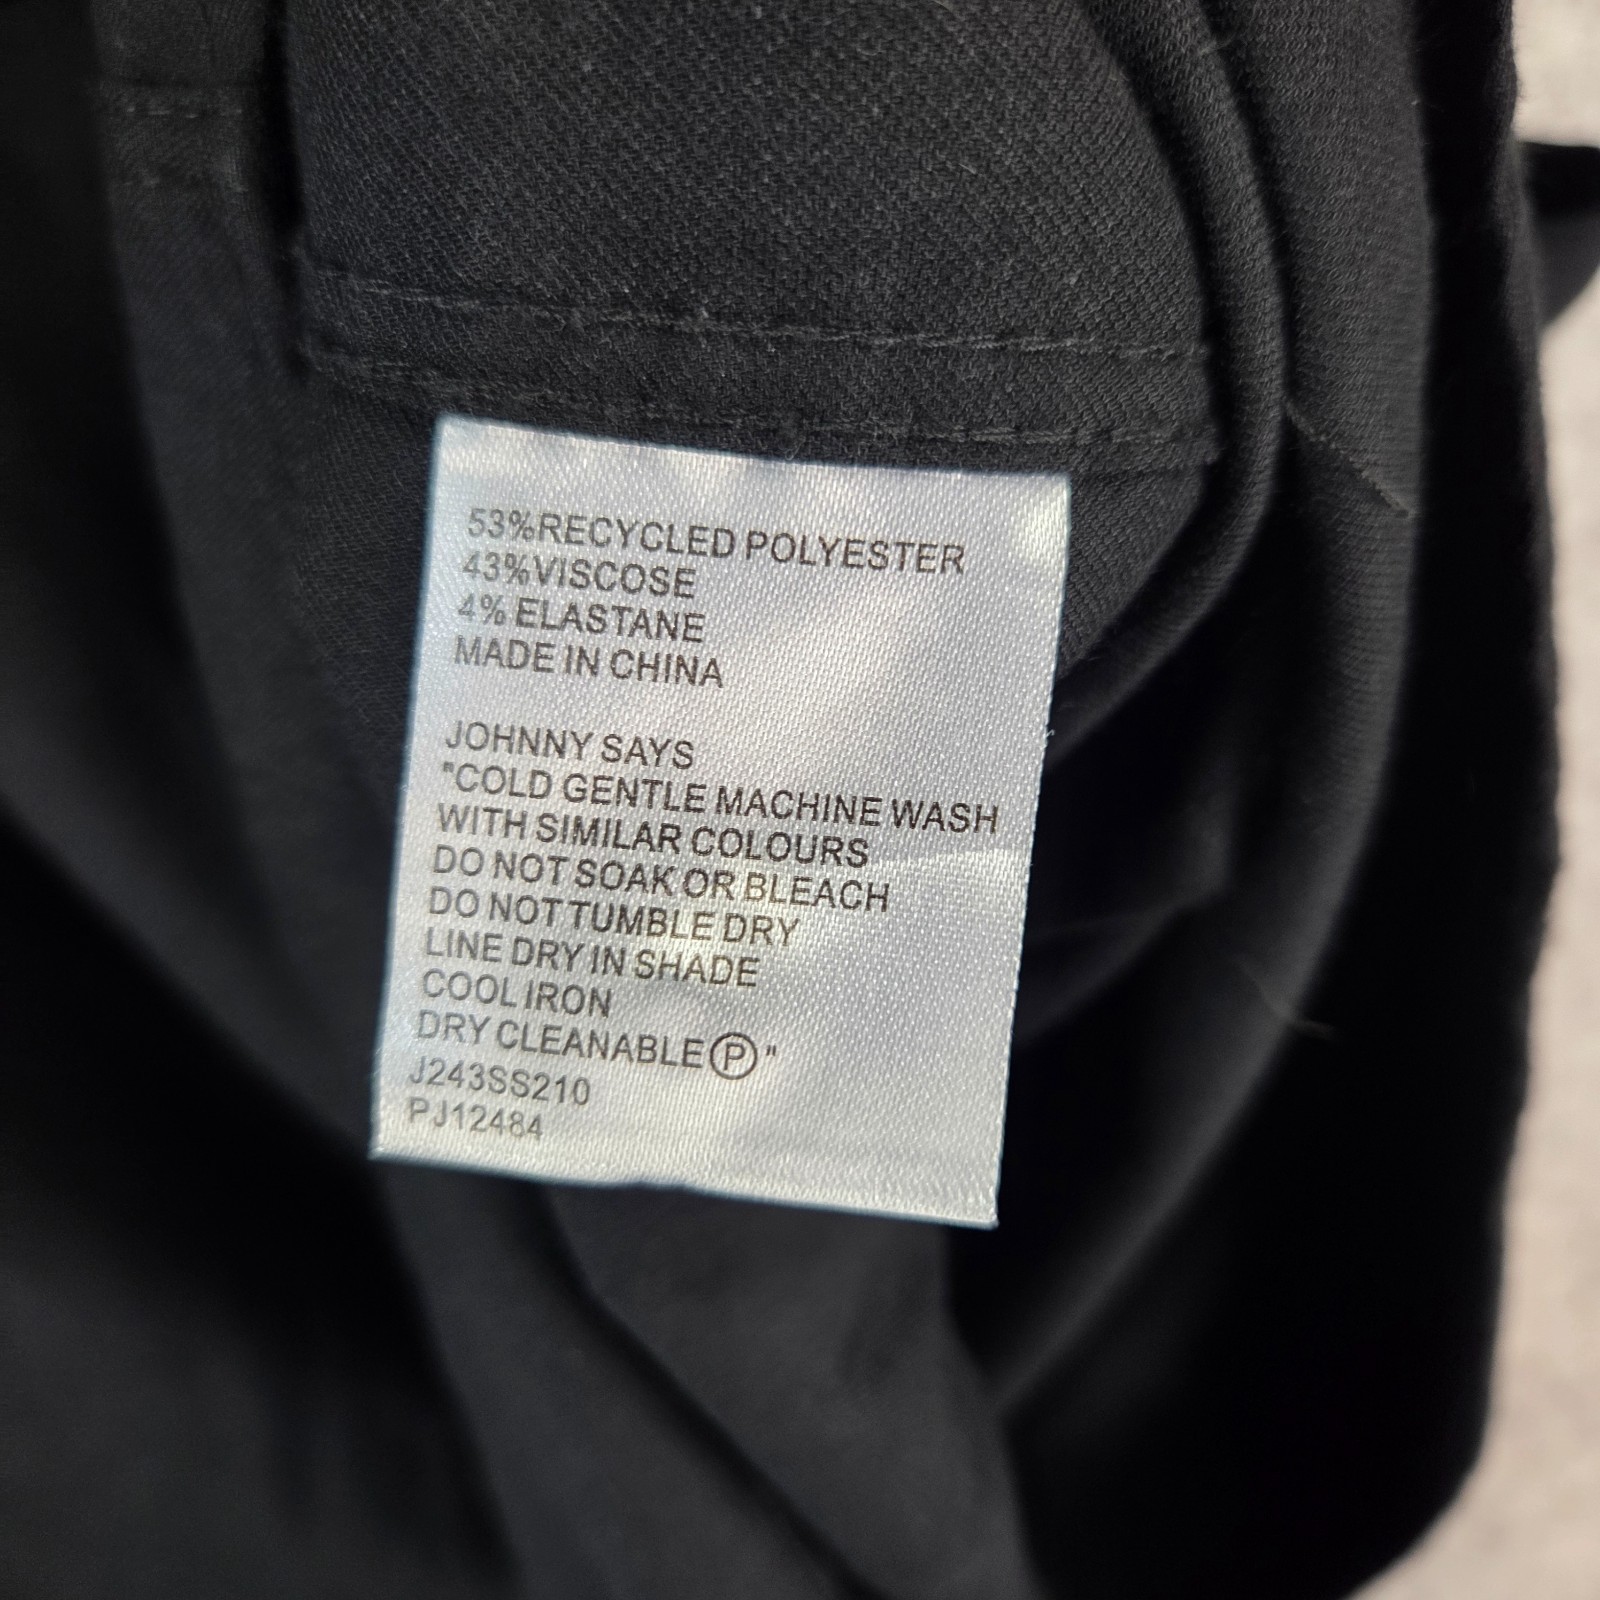 53%RECYCLED POLYESTER
43%VISCOSE
4% ELASTANE
MADE IN CHINA
JOHNNY SAYS
"COLD GENTLE MACHINE WASH
WITH SIMILAR COLOURS
DO NOT SOAK OR BLEACH
DO NOT TUMBLE DRY
LINE DRY IN SHADE
COOL IRON
DRY CLEANABLE Ⓟ"
J243SS210
PJ12484